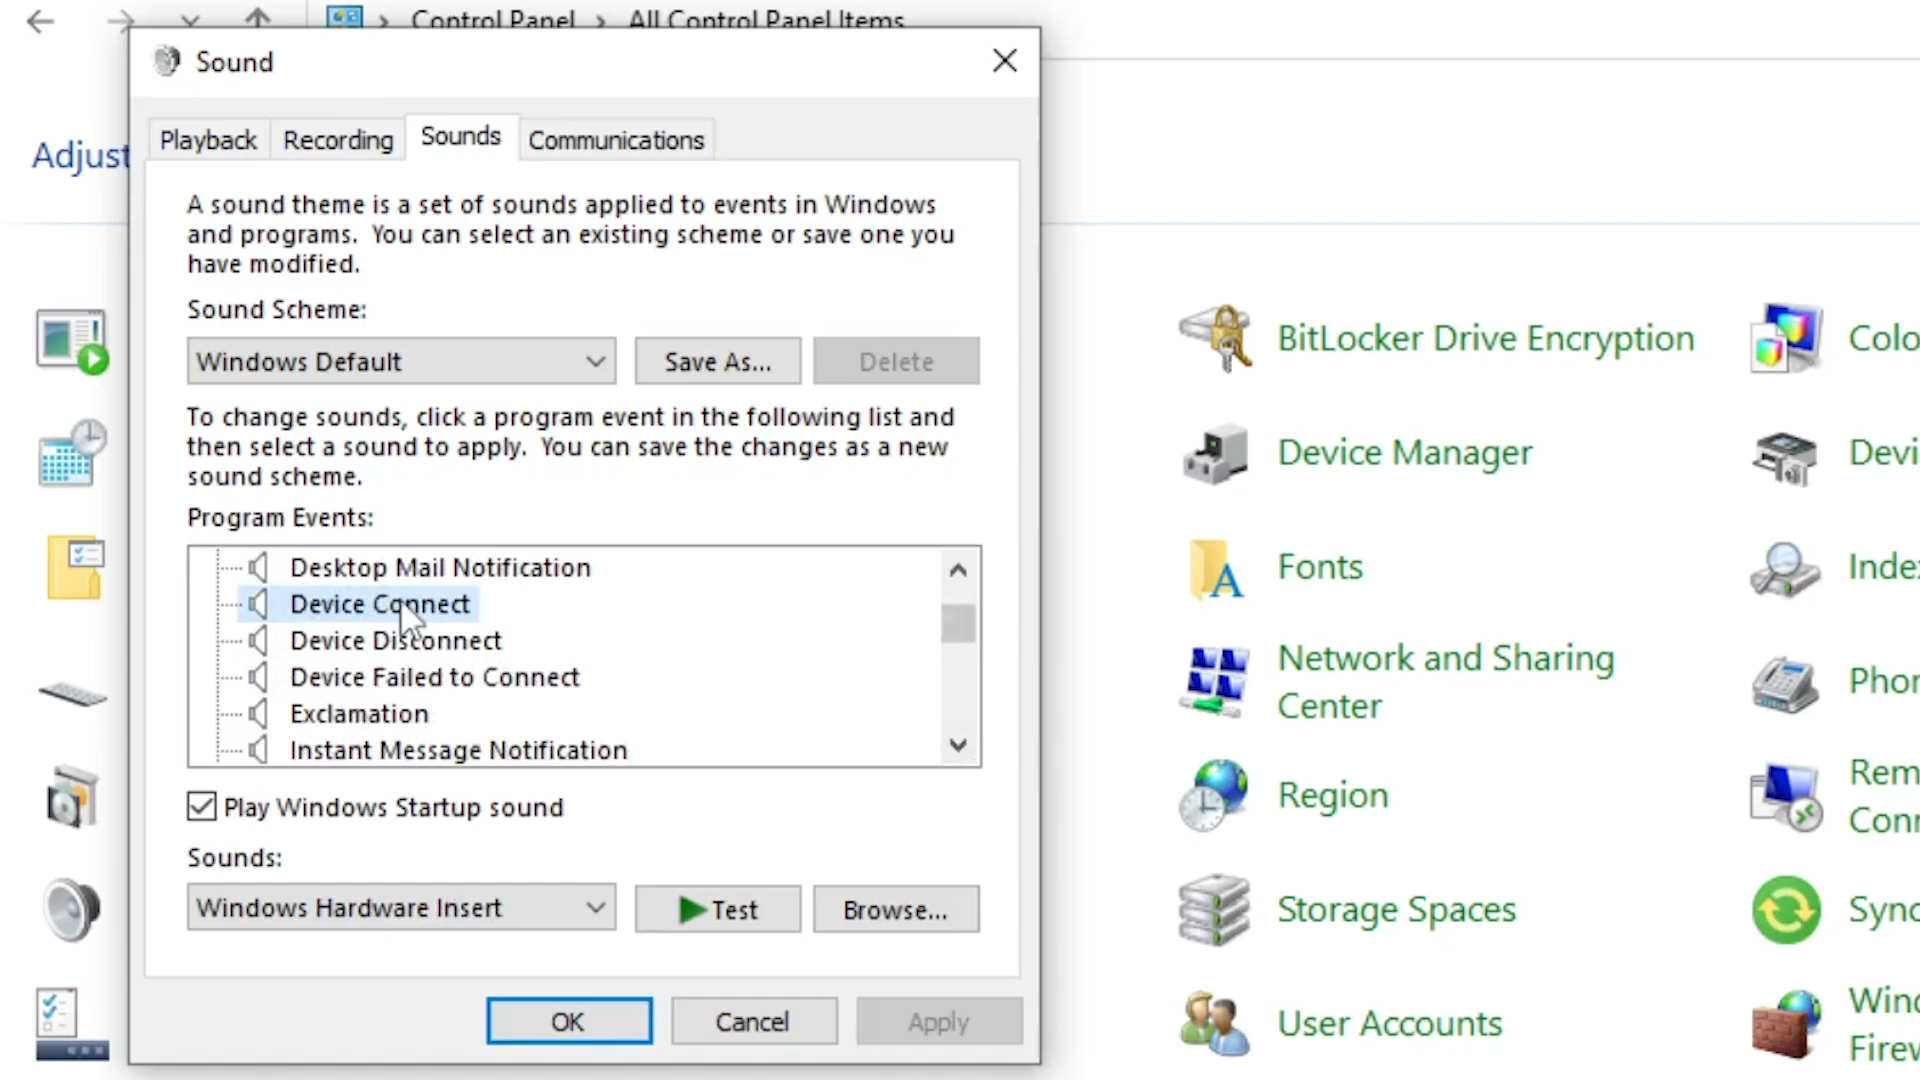 Control Panel > All Control Panel Items
Sound
Adjust
Playback
Recording
Sounds
Communications
A sound theme is a set of sounds applied to events in Windows
and programs. You can select an existing scheme or save one you
have modified.
Sound Scheme:
Windows Default
Save As...
Delete
To change sounds, click a program event in the following list and
then select a sound to apply. You can save the changes as a new
sound scheme.
Program Events:
Desktop Mail Notification
Device Connect
Device Disconnect
Device Failed to Connect
Exclamation
Instant Message Notification
Play Windows Startup sound
Sounds:
Windows Hardware Insert
Test
Browse...
OK
Cancel
Apply
BitLocker Drive Encryption
Device Manager
Fonts
Network and Sharing
Center
Region
Storage Spaces
User Accounts
Colo
Devi
Inde
Phon
Rem
Conn
Sync
Wind
Firew